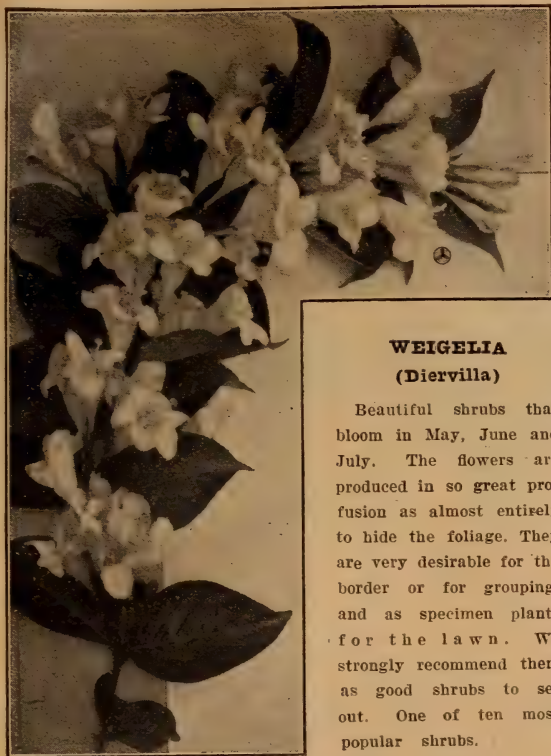 WEIGELIA
(Diervilla)
Beautiful shrubs tha
bloom in May, June an
July. The flowers ar
produced in so great pro
fusion as almost entirel
to hide the foliage. The
are very desirable for th
border or for grouping
and as specimen plant
for the lawn. W
strongly recommend the
as good shrubs to se
out. One of ten mos
popular shrubs.